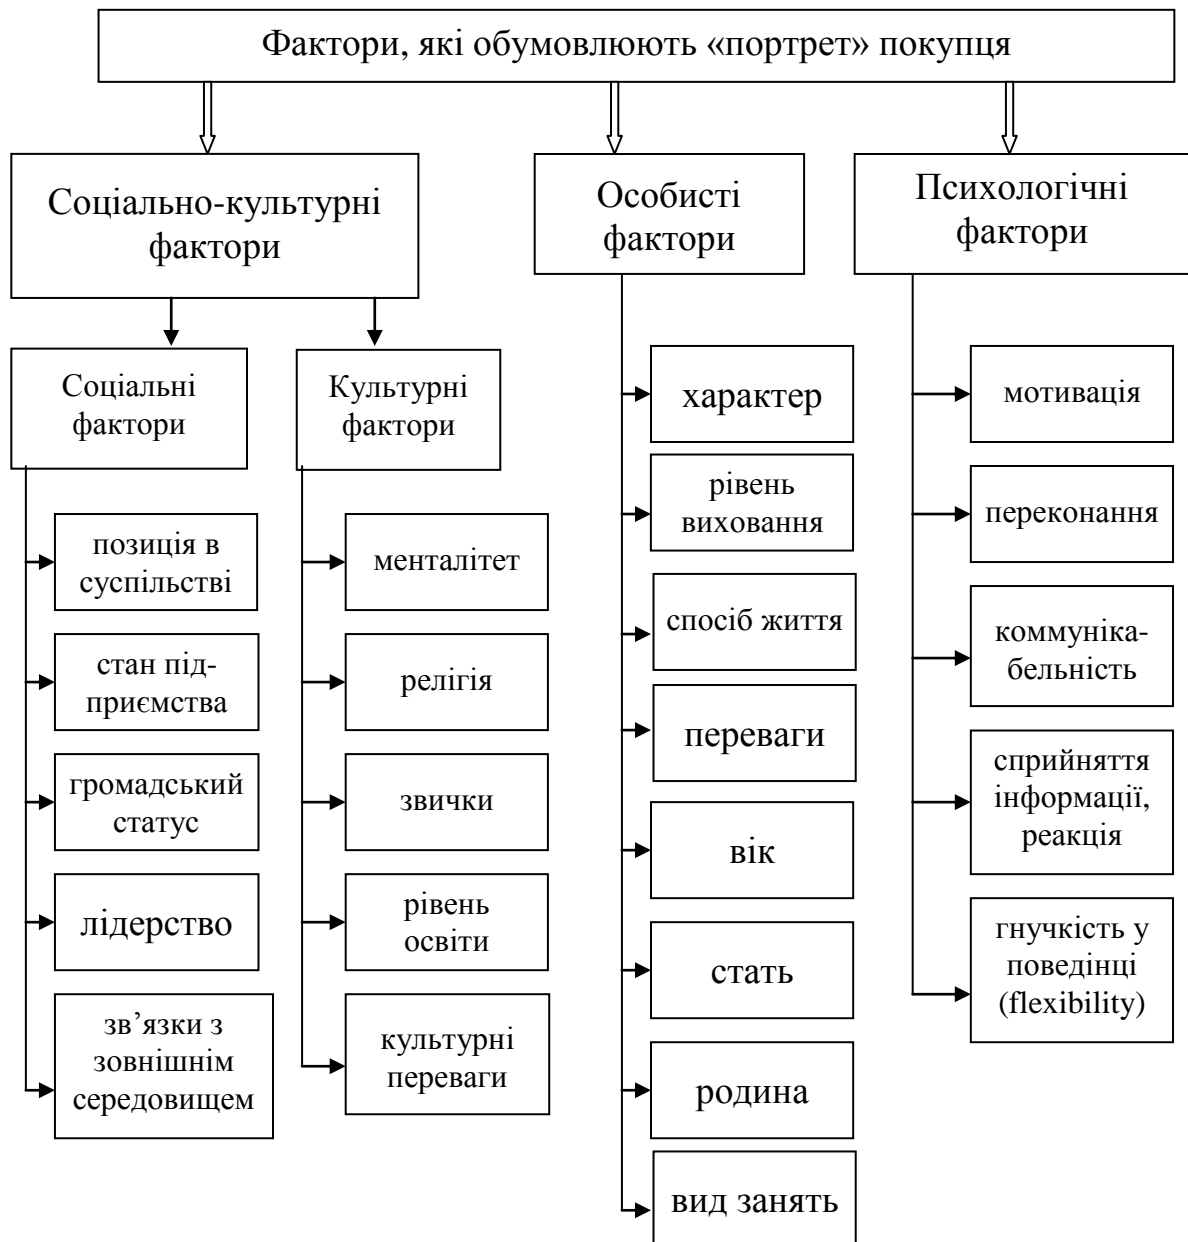 Фактори, які обумовлюють «портрет» покупця
Соціально-культурні
фактори
Особисті
фактори
Психологічні
фактори
Соціальні
фактори
Культурні
фактори
позиція в
суспільстві
стан під-
приємства
громадський
статус
лідерство
зв’язки з
зовнішнім
середовищем
менталітет
релігія
звички
рівень
освіти
культурні
переваги
характер
рівень
виховання
спосіб життя
переваги
вік
стать
родина
вид занять
мотивація
переконання
коммуніка-
бельність
сприйняття
інформації,
реакція
гнучкість у
поведінці
(flexibility)